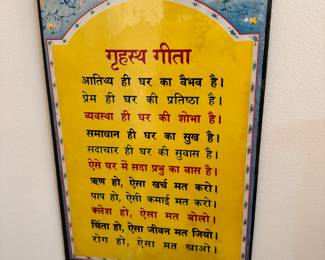 गृहस्थ गीता
आतिथ्य ही घर का वैभव है।
प्रेम ही घर की प्रतिष्ठा है।
व्यवस्था ही घर की शोभा है।
समाधान ही घर का सुख है।
सदाचार ही घर की सुवास है।
ऐसे घर में सदा प्रभु का बास है।
ऋण हो, ऐसा खर्च मत करो।
पाप हो, ऐसी कमाई मत करो।
क्लेश हो, ऐसा मत बोलो।
चिंता हो, ऐसा जीवन मत जियो।
रोग हो, ऐसा मत खाओ।